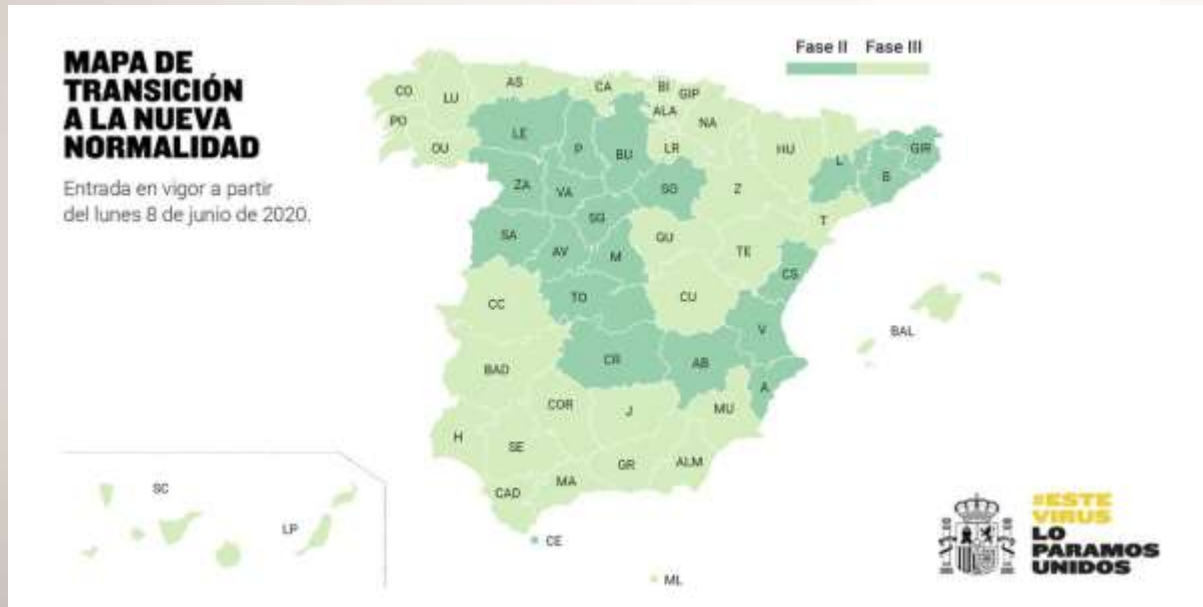 MAPA DE
TRANSICIÓN
A LA NUEVA
NORMALIDAD
Entrada en vigor a partir
del lunes 8 de junio de 2020.
Fase II Fase III
CO
LU
AS
CA
BI
GIP
PO
OU
ALA
NA
LE
P
BU
LR
HU
L
B
GIR
ZA
VA
SO
Z
SG
T
SA
AV
M
GU
TE
CS
TO
CU
CC
V
BAL
CR
AB
BAD
A
COR
J
MU
H
SE
GR
ALM
MA
CAD
CE
ML
SC
LP
#ESTE
VIRUS
LO
PARAMOS
UNIDOS